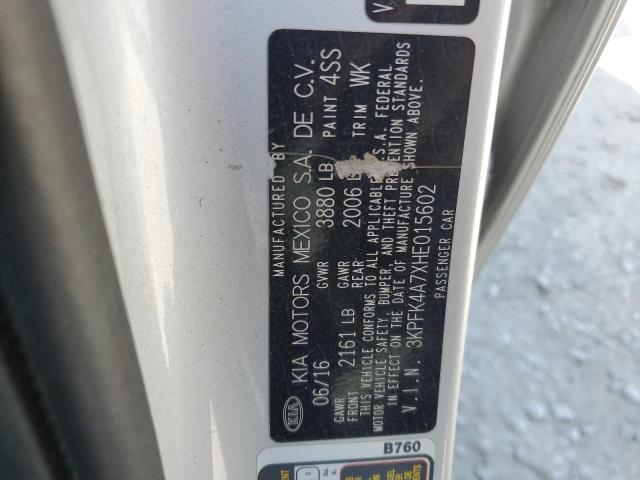 KIA
MANUFACTURED BY
KIA MOTORS MEXICO S.A. DE C.V.
06/16 GVWR 3880 LB PAINT 4SS
GAWR FRONT 2161 LB GAWR REAR 2006 TRIM WK
THIS VEHICLE CONFORMS TO ALL APPLICABLE S.A. FEDERAL
MOTOR VEHICLE SAFETY, BUMPER, AND THEFT PREVENTION STANDARDS
IN EFFECT ON THE DATE OF MANUFACTURE SHOWN ABOVE.
V.I.N 3KPFK4A7XHE015602
PASSENGER CAR
B760